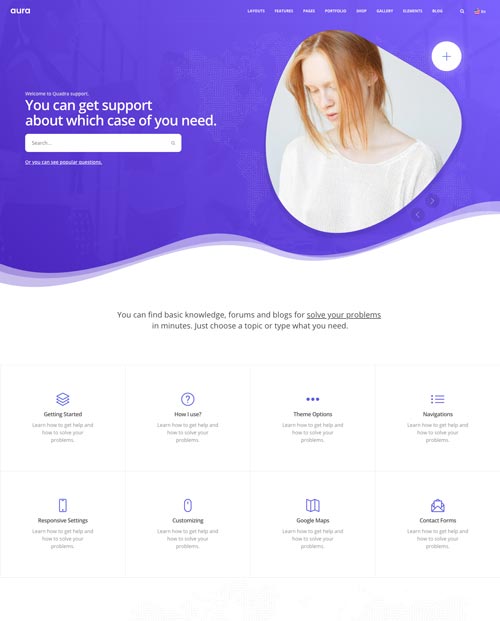 aura
LAYOUTS FEATURES PAGES PORTFOLIO SHOP GALLERY ELEMENTS BLOG
Welcome to Quadra support,
You can get support
about which case of you need.
Search...
Or you can see popular questions.
You can find basic knowledge, forums and blogs for solve your problems
in minutes. Just choose a topic or type what you need.
Getting Started
Learn how to get help and
how to solve your
problems.
How I use?
Learn how to get help and
how to solve your
problems.
Theme Options
Learn how to get help and
how to solve your
problems.
Navigations
Learn how to get help and
how to solve your
problems.
Responsive Settings
Learn how to get help and
how to solve your
problems.
Customizing
Learn how to get help and
how to solve your
problems.
Google Maps
Learn how to get help and
how to solve your
problems.
Contact Forms
Learn how to get help and
how to solve your
problems.